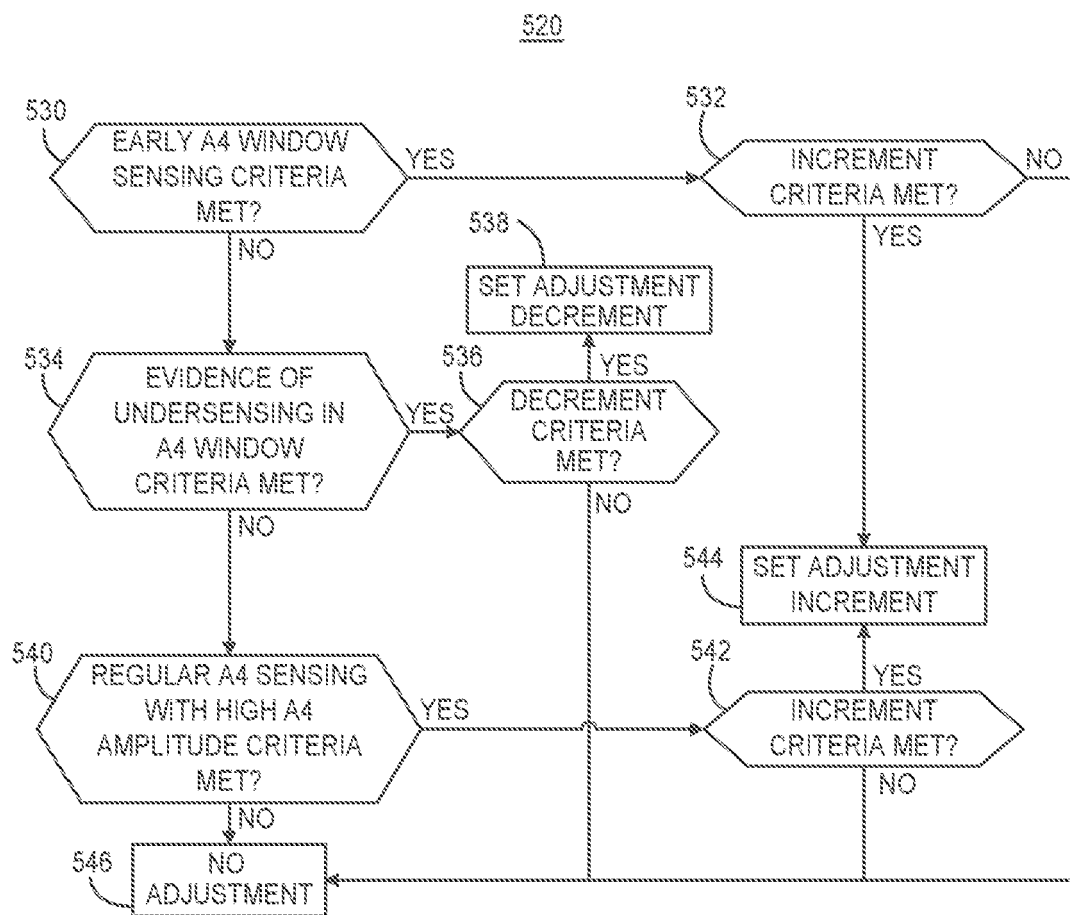 520
530
EARLY A4 WINDOW
SENSING CRITERIA
MET?
YES
NO
532
INCREMENT
CRITERIA MET?
NO
YES
538
SET ADJUSTMENT
DECREMENT
534
EVIDENCE OF
UNDERSENSING IN
A4 WINDOW
CRITERIA MET?
YES
NO
536
YES
DECREMENT
CRITERIA
MET?
NO
544
SET ADJUSTMENT
INCREMENT
540
REGULAR A4 SENSING
WITH HIGH A4
AMPLITUDE CRITERIA
MET?
YES
NO
542
YES
INCREMENT
CRITERIA MET?
NO
546
NO
ADJUSTMENT